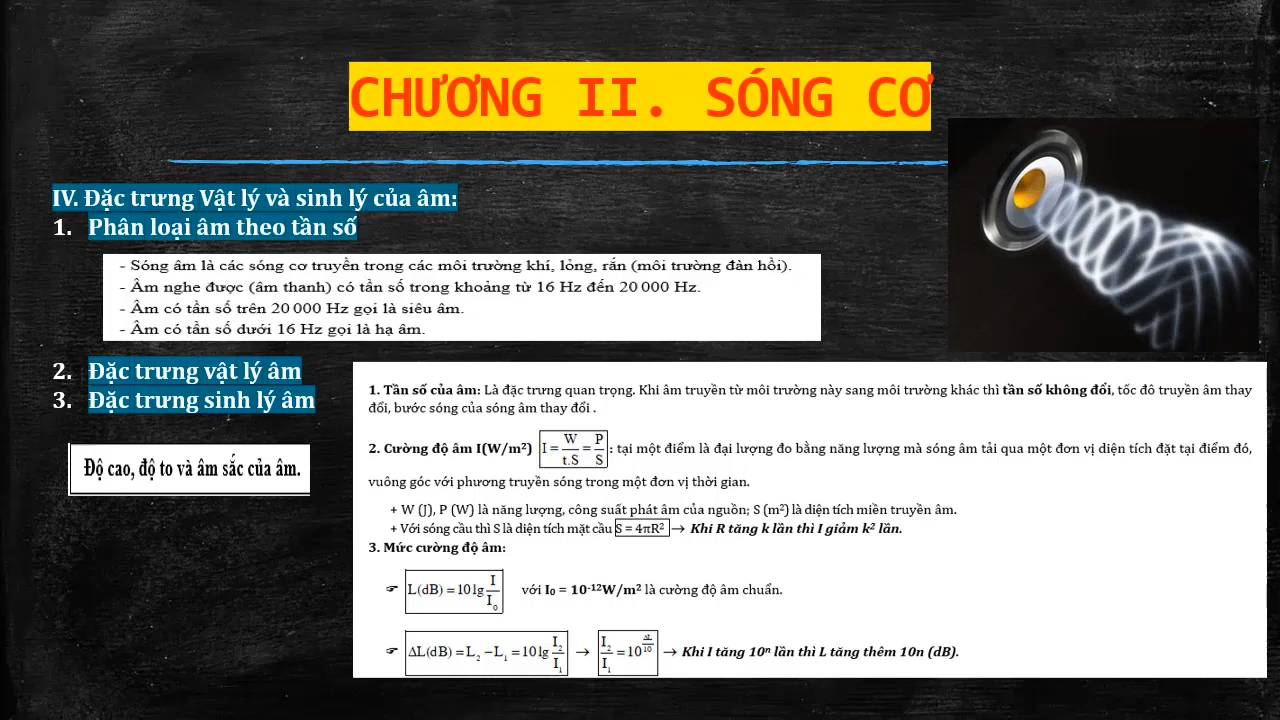 CHƯƠNG II. SÓNG CƠ
IV. Đặc trưng Vật lý và sinh lý của âm:
1. Phân loại âm theo tần số
- Sóng âm là các sóng cơ truyền trong các môi trường khí, lỏng, rắn (môi trường đàn hồi).
- Âm nghe được (âm thanh) có tần số trong khoảng từ 16 Hz đến 20 000 Hz.
- Âm có tần số trên 20 000 Hz gọi là siêu âm.
- Âm có tần số dưới 16 Hz gọi là hạ âm.
2. Đặc trưng vật lý âm
3. Đặc trưng sinh lý âm
Độ cao, độ to và âm sắc của âm.
1. Tần số của âm: Là đặc trưng quan trọng. Khi âm truyền từ môi trường này sang môi trường khác thì tần số không đổi, tốc đô truyền âm thay
đổi, bước sóng của sóng âm thay đổi .
2. Cường độ âm I(W/m²) I = W/t.S = P/S : tại một điểm là đại lượng đo bằng năng lượng mà sóng âm tải qua một đơn vị diện tích đặt tại điểm đó,
vuông góc với phương truyền sóng trong một đơn vị thời gian.
+ W (J), P (W) là năng lượng, công suất phát âm của nguồn; S (m²) là diện tích miền truyền âm.
+ Với sóng cầu thì S là diện tích mặt cầu S = 4πR² → Khi R tăng k lần thì I giảm k² lần.
3. Mức cường độ âm:
☞ L(dB) = 10 lg I/I₀ với I₀ = 10⁻¹²W/m² là cường độ âm chuẩn.
☞ ΔL(dB) = L₂ − L₁ = 10 lg I₂/I₁ → I₂/I₁ = 10^(ΔL/10) → Khi I tăng 10ⁿ lần thì L tăng thêm 10n (dB).